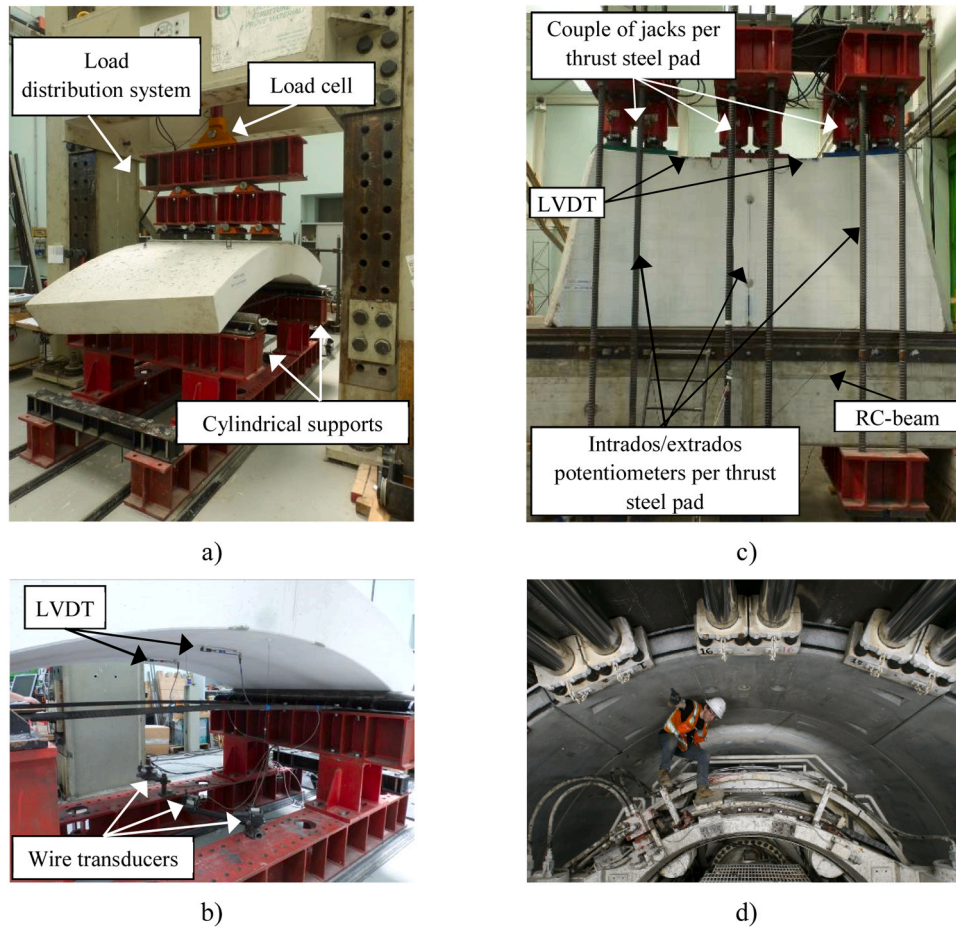 Load
distribution system
Load cell
Cylindrical supports
a)
Couple of jacks per
thrust steel pad
LVDT
RC-beam
Intrados/extrados
potentiometers per thrust
steel pad
c)
LVDT
Wire transducers
b)
16
d)